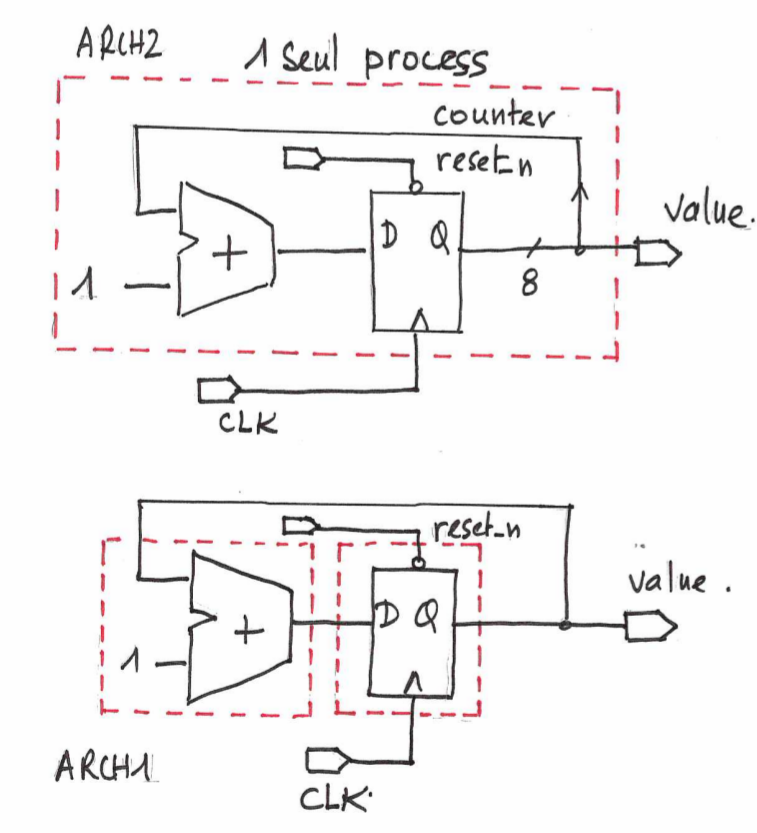 ARCH2
1 Seul process
counter
reset_n
value.
D Q
+
1
8
CLK
reset_n
value.
D Q
+
1
ARCH1
CLK.